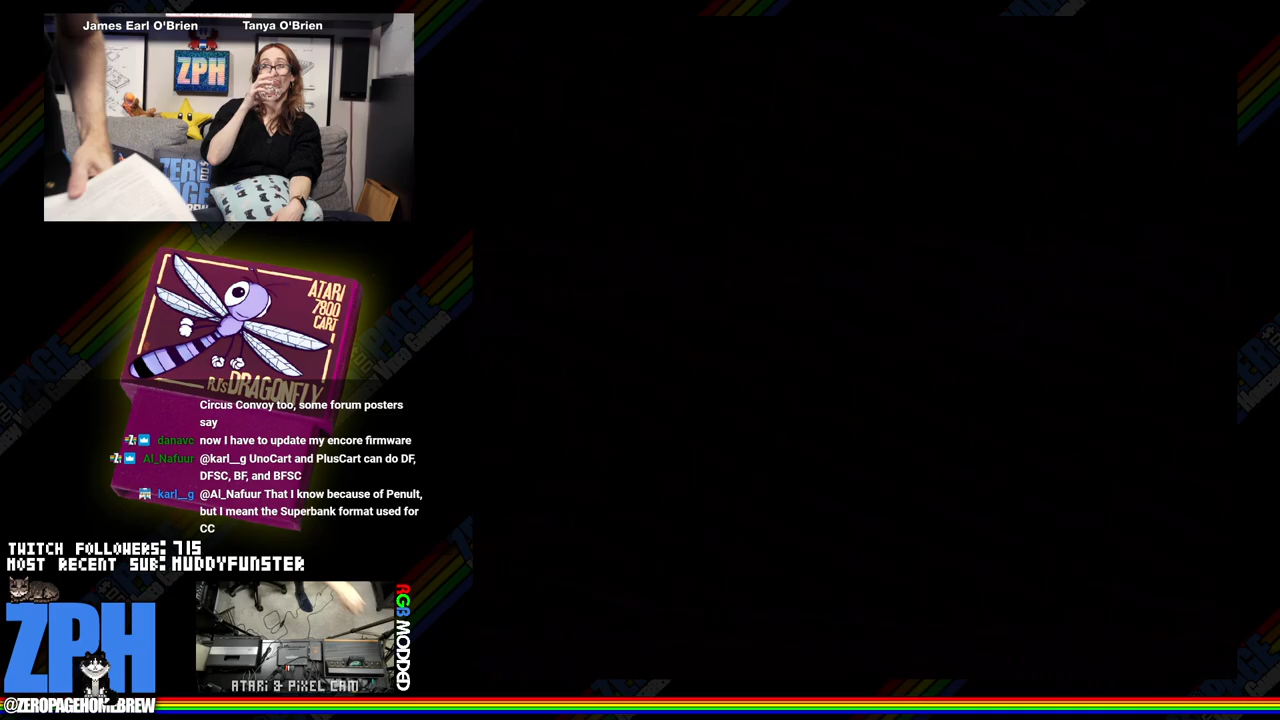 James Earl O'Brien
Tanya O'Brien
ZPH
ZERO
PAGE
ATARI
7800
CART
RJ's DRAGONFLY
Circus Convoy too, some forum posters
say
danavc now I have to update my encore firmware
Al_Nafuur @karl__g UnoCart and PlusCart can do DF,
DFSC, BF, and BFSC
karl__g @Al_Nafuur That I know because of Penult,
but I meant the Superbank format used for
CC
TWITCH FOLLOWERS: 715
MOST RECENT SUB: MUDDYFUNSTER
ZPH
RGB MODDED
ATARI & PIXEL CAM
@ZEROPAGEHOMEBREW